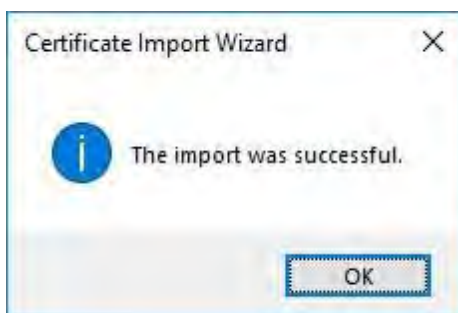 Certificate Import Wizard
The import was successful.
OK